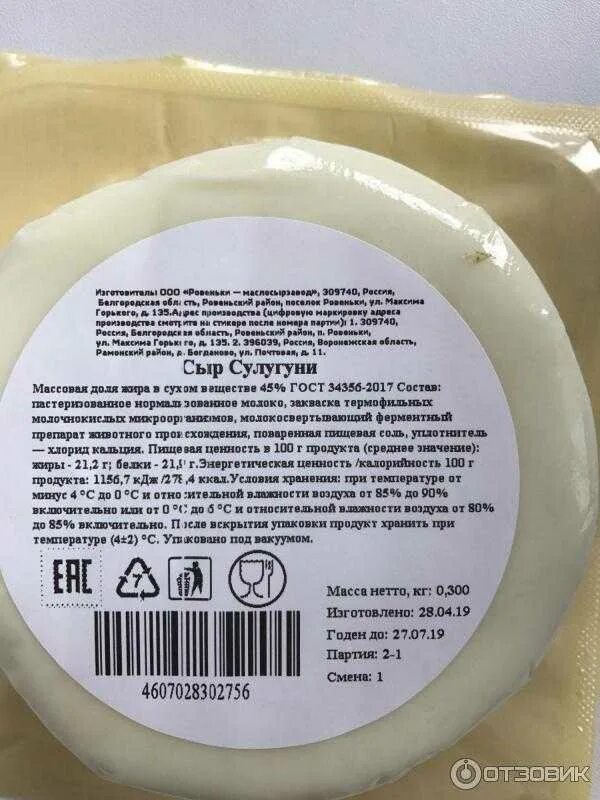 Изготовитель: ООО «Ровеньки — маслосырзавод», 309740, Россия,
Белгородская область, Ровеньский район, поселок Ровеньки, ул. Максима
Горького, д. 135.Адрес производства (цифровую маркировку адреса
производства смотрите на стикере после номера партии): 1. 309740,
Россия, Белгородская область, Ровеньский район, п. Ровеньки,
ул. Максима Горького, д. 135. 2. 396039, Россия, Воронежская область,
Рамонский район, д. Богданово, ул. Почтовая, д. 11.
Сыр Сулугуни
Массовая доля жира в сухом веществе 45% ГОСТ 34356-2017 Состав:
пастеризованное нормализованное молоко, закваска термофильных
молочнокислых микроорганизмов, молокосвертывающий ферментный
препарат животного происхождения, поваренная пищевая соль, уплотнитель
— хлорид кальция. Пищевая ценность в 100 г продукта (среднее значение):
жиры - 21,2 г; белки - г.Энергетическая ценность /калорийность 100 г
продукта: 1156,7 кДж /278,4 ккал.Условия хранения: при температуре от
минус 4 °С до 0 °С и относительной влажности воздуха от 85% до 90%
включительно или от 0 °С до 6 °С и относительной влажности воздуха от 80%
до 85% включительно. После вскрытия упаковки продукт хранить при
температуре (4±2) °С. Упаковано под вакуумом.
EAC
7
Масса нетто, кг: 0,300
Изготовлено: 28.04.19
Годен до: 27.07.19
Партия: 2-1
Смена: 1
4607028302756
ОТЗОВИК